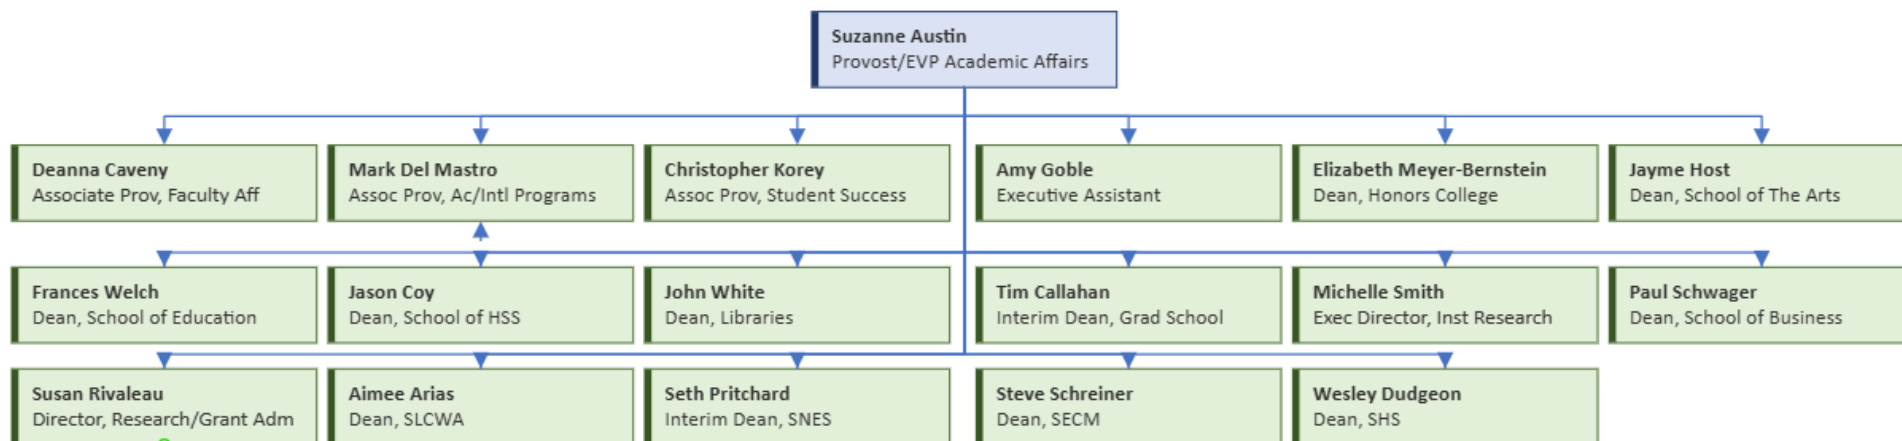 Suzanne Austin
Provost/EVP Academic Affairs
Deanna Caveny
Associate Prov, Faculty Aff
Mark Del Mastro
Assoc Prov, Ac/Intl Programs
Christopher Korey
Assoc Prov, Student Success
Amy Goble
Executive Assistant
Elizabeth Meyer-Bernstein
Dean, Honors College
Jayme Host
Dean, School of The Arts
Frances Welch
Dean, School of Education
Jason Coy
Dean, School of HSS
John White
Dean, Libraries
Tim Callahan
Interim Dean, Grad School
Michelle Smith
Exec Director, Inst Research
Paul Schwager
Dean, School of Business
Susan Rivaleau
Director, Research/Grant Adm
Aimee Arias
Dean, SLCWA
Seth Pritchard
Interim Dean, SNES
Steve Schreiner
Dean, SECM
Wesley Dudgeon
Dean, SHS